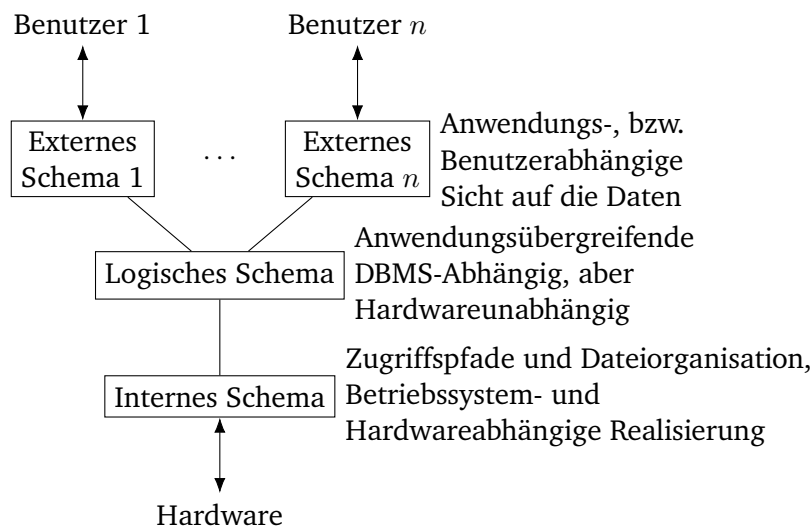 Benutzer 1
Benutzer n
Externes
Schema 1
...
Externes
Schema n
Anwendungs-, bzw.
Benutzerabhängige
Sicht auf die Daten
Logisches Schema
Anwendungsübergreifende
DBMS-Abhängig, aber
Hardwareunabhängig
Internes Schema
Zugriffspfade und Dateiorganisation,
Betriebssystem- und
Hardwareabhängige Realisierung
Hardware